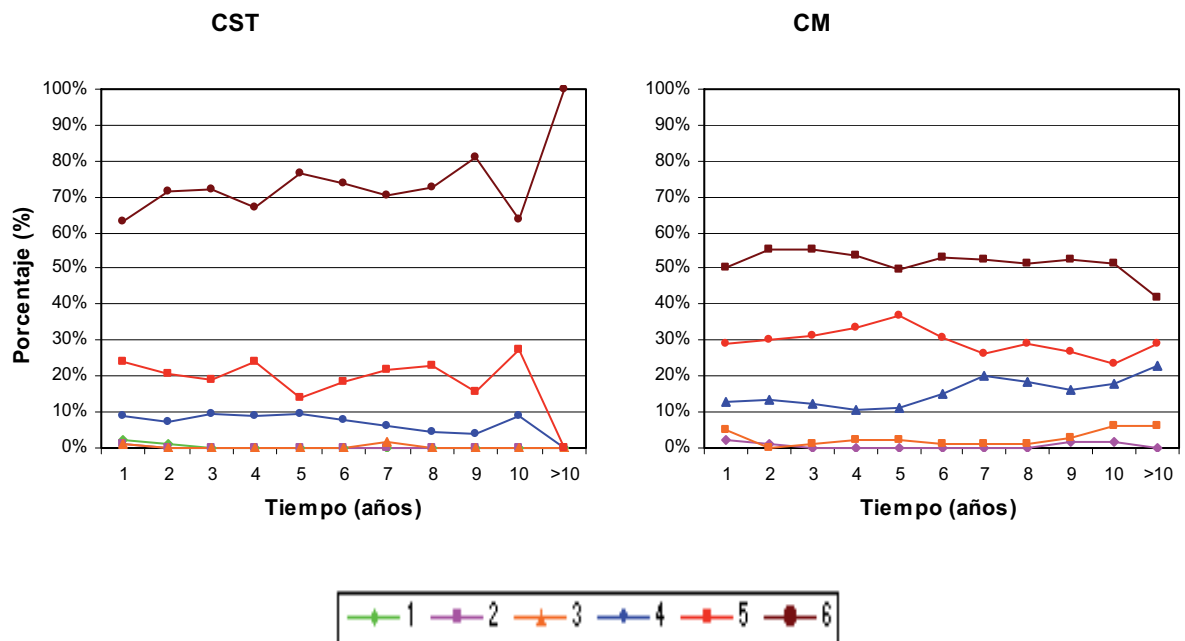 CST CM
100% 100%
90% 90%
80% 80%
70% 70%
60% 60%
50% 50%
40% 40%
30% 30%
20% 20%
10% 10%
0% 0%
Porcentaje (%)
1 2 3 4 5 6 7 8 9 10 >10 1 2 3 4 5 6 7 8 9 10 >10
Tiempo (años) Tiempo (años)
1 2 3 4 5 6